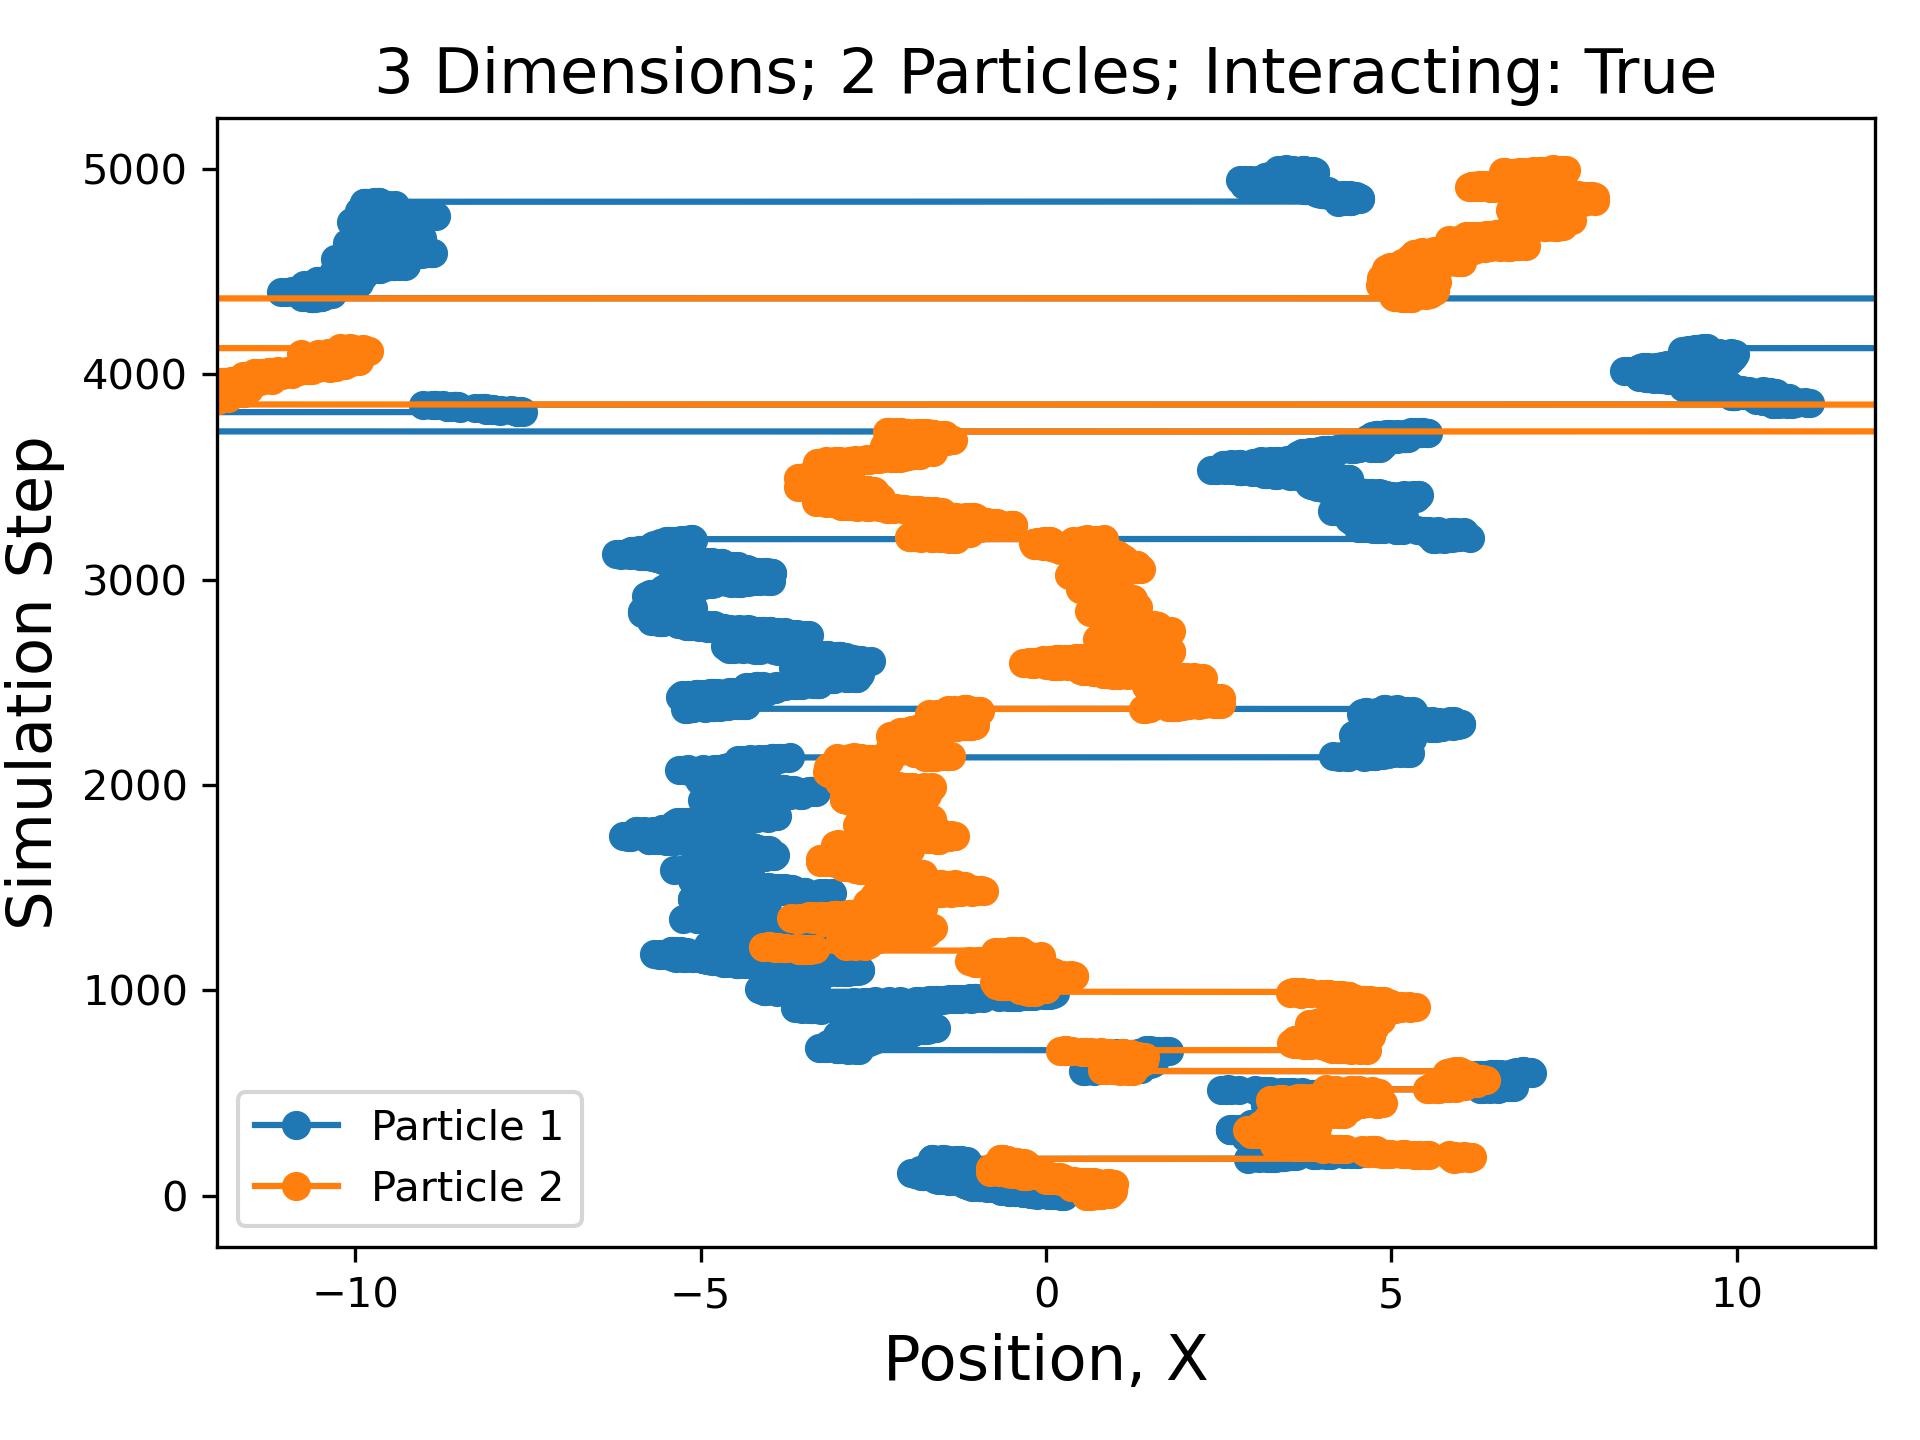 3 Dimensions; 2 Particles; Interacting: True
Simulation Step
5000
4000
3000
2000
1000
0
Particle 1
Particle 2
−10
−5
0
5
10
Position, X